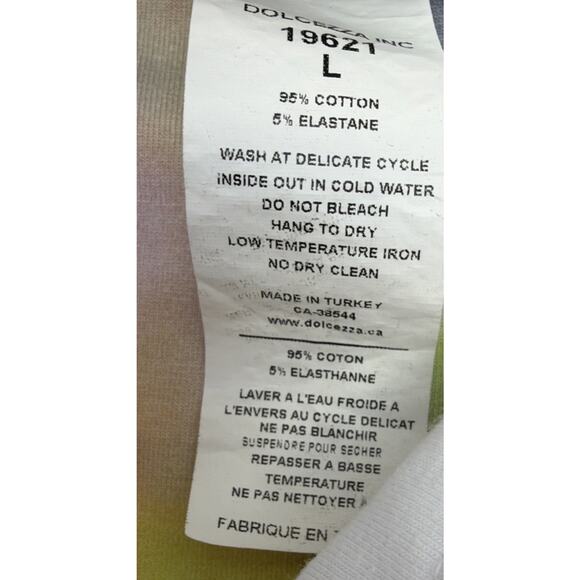 DOLCEZZA INC
19621
L
95% COTTON
5% ELASTANE
WASH AT DELICATE CYCLE
INSIDE OUT IN COLD WATER
DO NOT BLEACH
HANG TO DRY
LOW TEMPERATURE IRON
NO DRY CLEAN
MADE IN TURKEY
CA-38544
www.dolcezza.ca
95% COTON
5% ELASTHANNE
LAVER A L'EAU FROIDE A
L'ENVERS AU CYCLE DELICAT
NE PAS BLANCHIR
SUSPENDRE POUR SECHER
REPASSER A BASSE
TEMPERATURE
NE PAS NETTOYER A
FABRIQUE EN